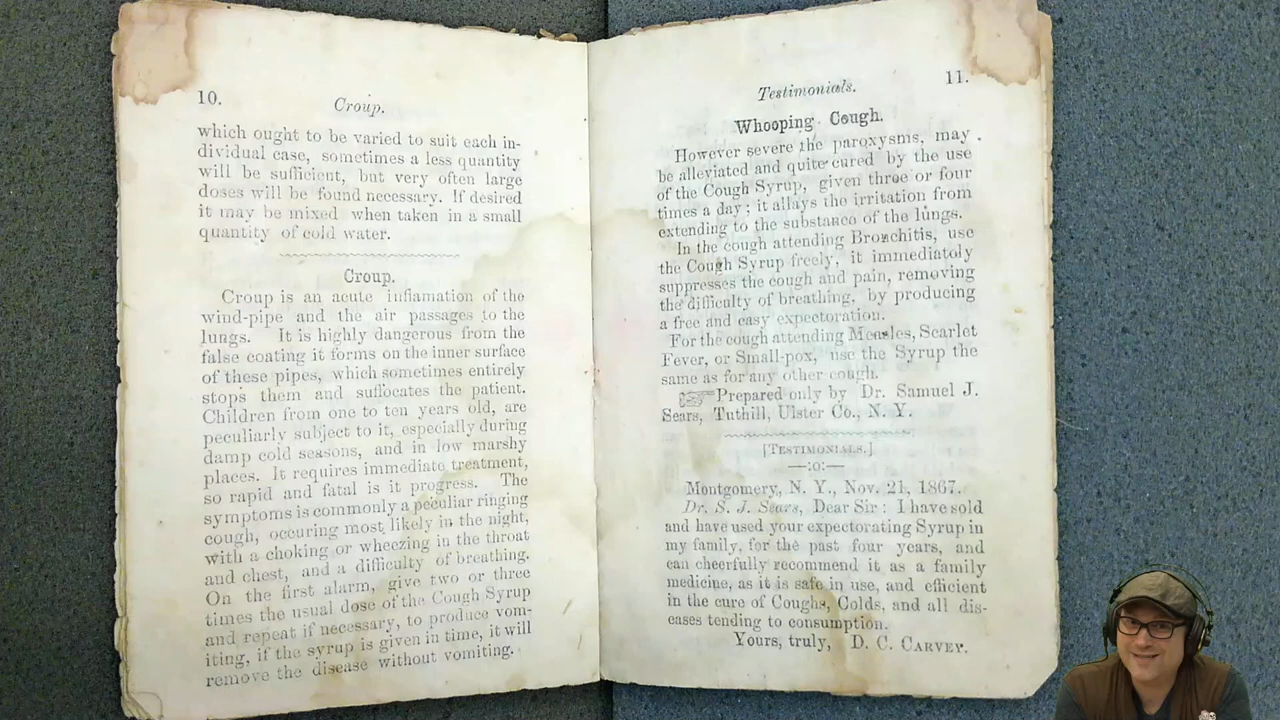 10.
Croup.
which ought to be varied to suit each in-
dividual case, sometimes a less quantity
will be sufficient, but very often large
doses will be found necessary. If desired
it may be mixed when taken in a small
quantity of cold water.
Croup.
Croup is an acute inflamation of the
wind-pipe and the air passages to the
lungs. It is highly dangerous from the
false coating it forms on the inner surface
of these pipes, which sometimes entirely
stops them and suffocates the patient.
Children from one to ten years old, are
peculiarly subject to it, especially during
damp cold seasons, and in low marshy
places. It requires immediate treatment,
so rapid and fatal is it progress. The
symptoms is commonly a peculiar ringing
cough, occuring most likely in the night,
with a choking or wheezing in the throat
and chest, and a difficulty of breathing.
On the first alarm, give two or three
times the usual dose of the Cough Syrup
and repeat if necessary, to produce vom-
iting, if the syrup is given in time, it will
remove the disease without vomiting.
11.
Testimonials.
Whooping Cough.
However severe the paroxysms, may
be alleviated and quite cured by the use
of the Cough Syrup, given three or four
times a day; it allays the irritation from
extending to the substance of the lungs.
In the cough attending Bronchitis, use
the Cough Syrup freely, it immediately
suppresses the cough and pain, removing
the difficulty of breathing, by producing
a free and easy expectoration.
For the cough attending Measles, Scarlet
Fever, or Small-pox, use the Syrup the
same as for any other cough.
☞ Prepared only by Dr. Samuel J.
Sears, Tuthill, Ulster Co., N. Y.
[TESTIMONIALS.]
—:o:—
Montgomery, N. Y., Nov. 21, 1867.
Dr. S. J. Sears, Dear Sir: I have sold
and have used your expectorating Syrup in
my family, for the past four years, and
can cheerfully recommend it as a family
medicine, as it is safe in use, and efficient
in the cure of Coughs, Colds, and all dis-
eases tending to consumption.
Yours, truly, D. C. CARVEY.